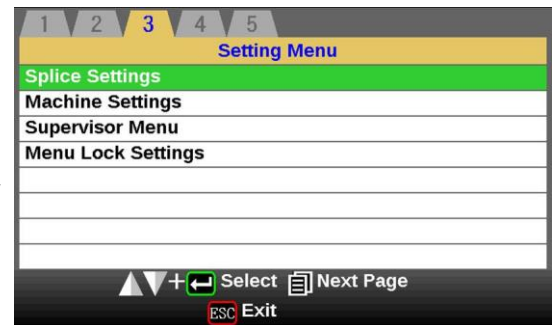 1 2 3 4 5
Setting Menu
Splice Settings
Machine Settings
Supervisor Menu
Menu Lock Settings
+ Select Next Page
ESC Exit